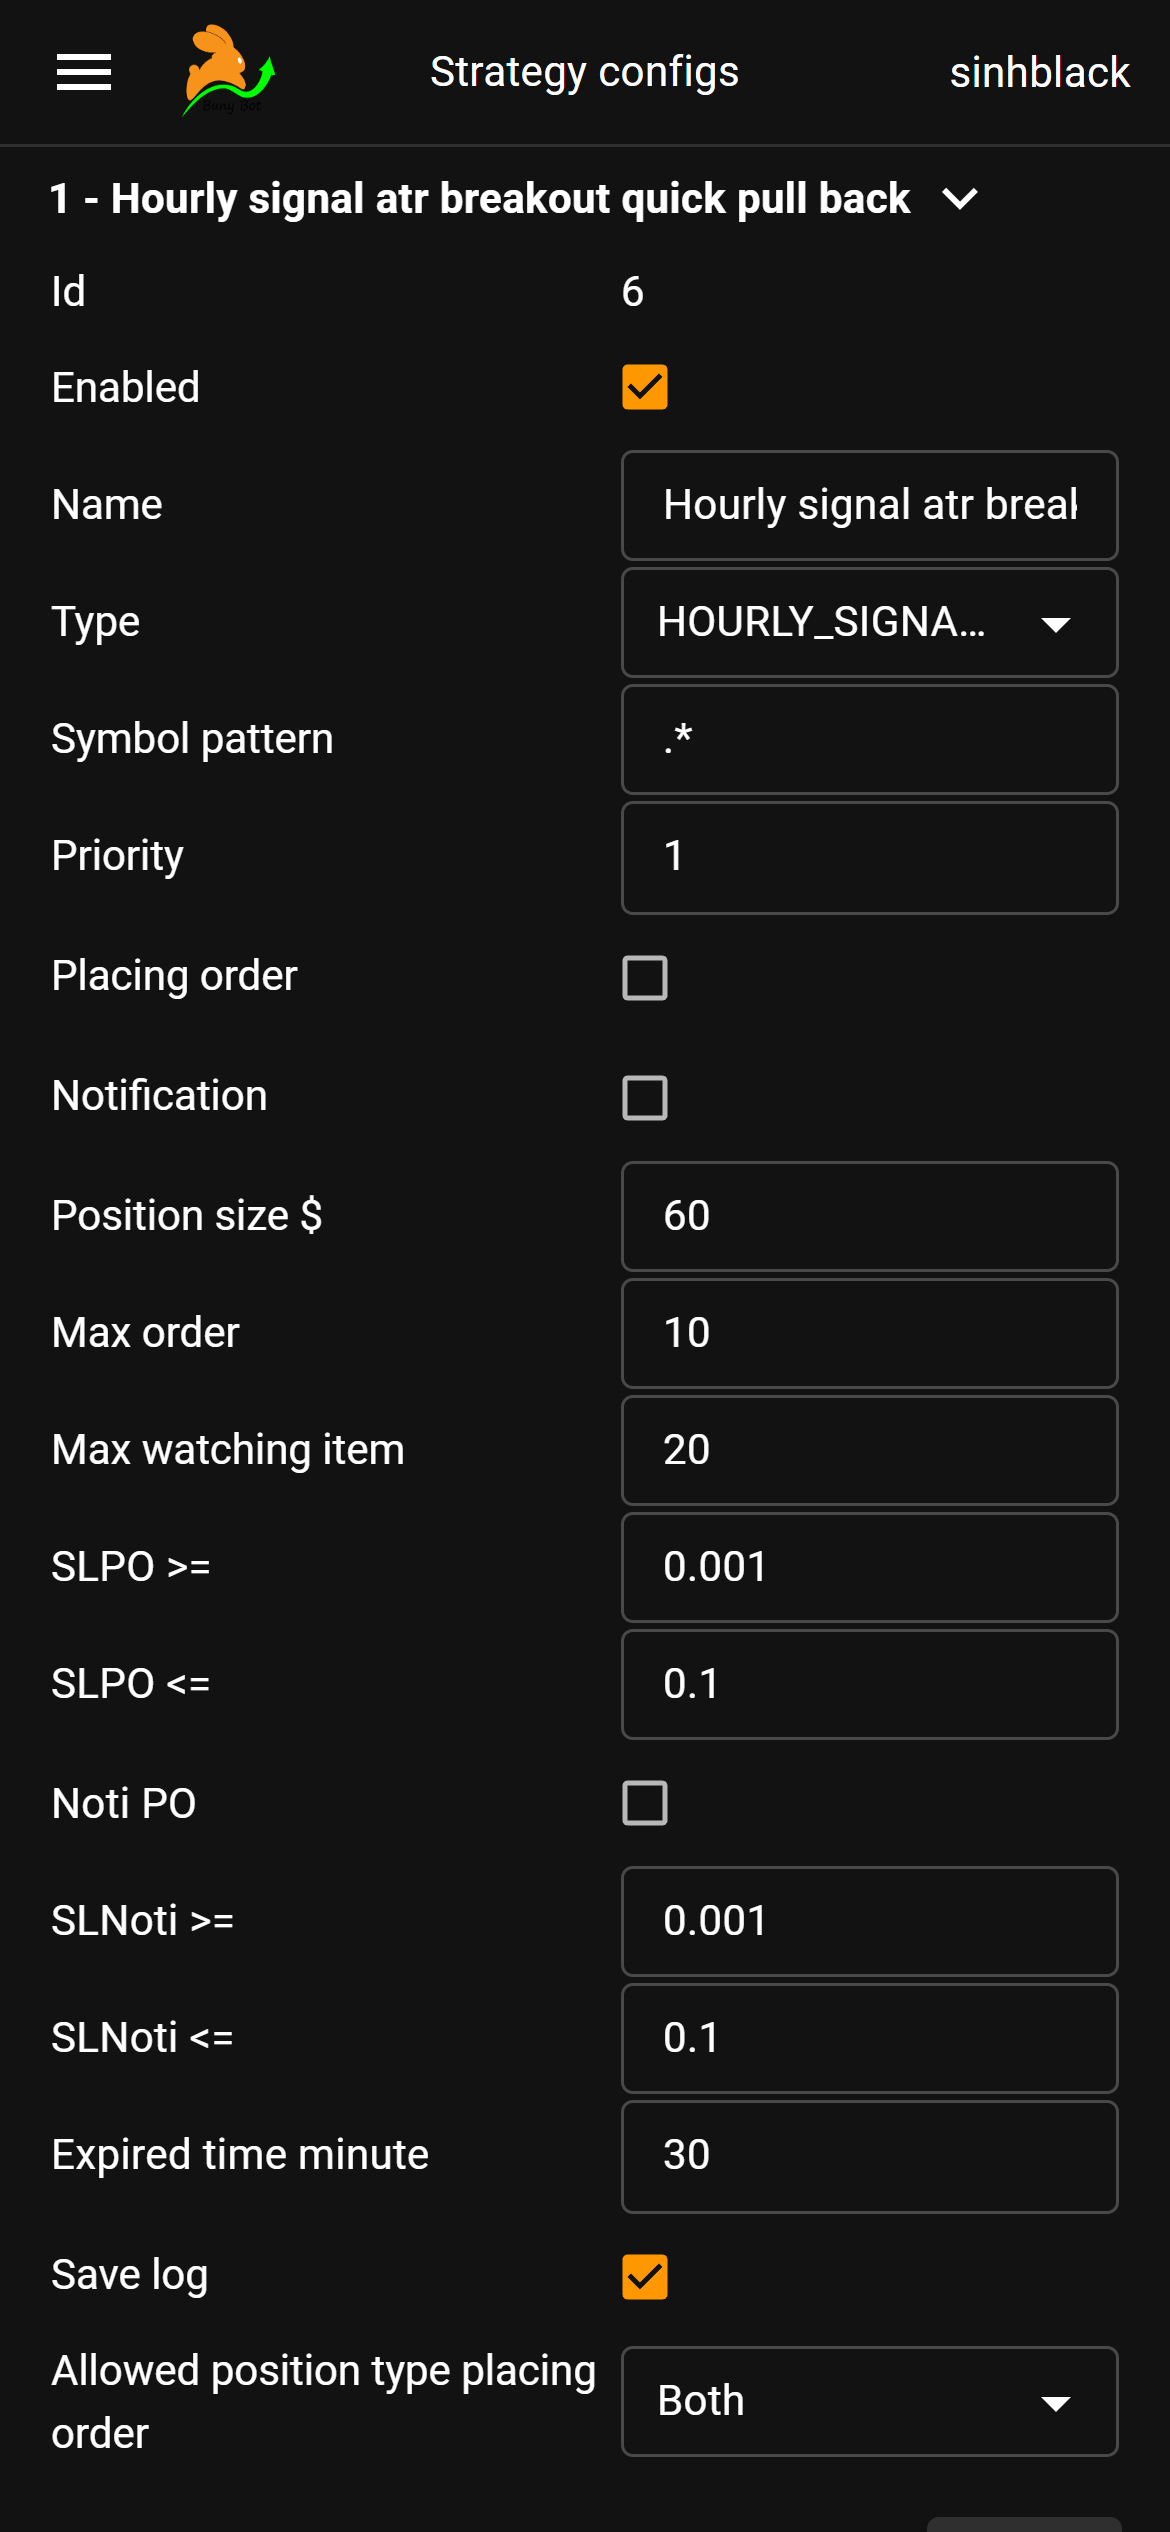 Buny Bot
Strategy configs
sinhblack
1 - Hourly signal atr breakout quick pull back
Id 6
Enabled
Name Hourly signal atr break
Type HOURLY_SIGNA...
Symbol pattern .*
Priority 1
Placing order
Notification
Position size $ 60
Max order 10
Max watching item 20
SLPO >= 0.001
SLPO <= 0.1
Noti PO
SLNoti >= 0.001
SLNoti <= 0.1
Expired time minute 30
Save log
Allowed position type placing
order
Both